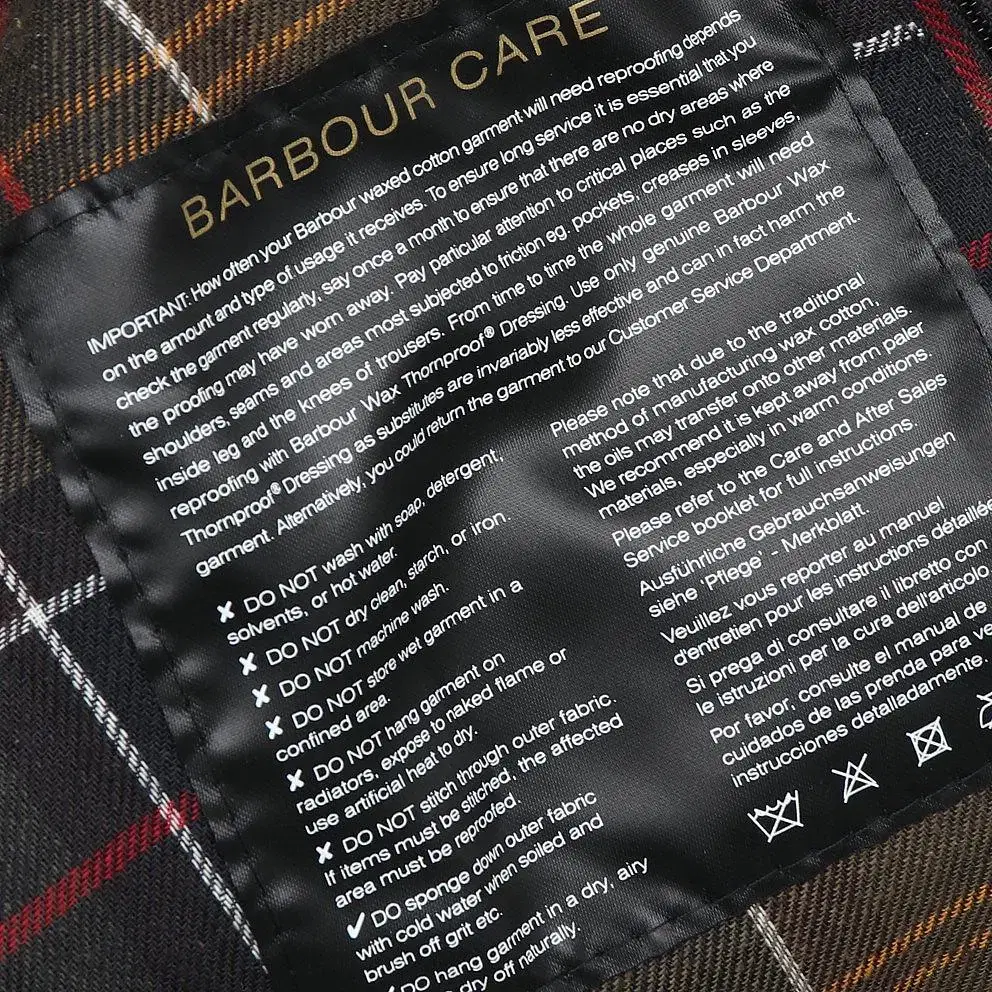 BARBOUR CARE
IMPORTANT: How often your Barbour waxed cotton garment will need reproofing depends
on the amount and type of usage it receives. To ensure long service it is essential that you
check the garment regularly, say once a month to ensure that there are no dry areas where
the proofing may have worn away. Pay particular attention to critical places such as the
shoulders, seams and areas most subjected to friction eg. pockets, creases in sleeves,
inside leg and the knees of trousers. From time to time the whole garment will need
reproofing with Barbour Wax Thornproof® Dressing. Use only genuine Barbour Wax
Thornproof® Dressing as substitutes are invariably less effective and can in fact harm the
garment. Alternatively, you could return the garment to our Customer Service Department.
✘ DO NOT wash with soap, detergent,
solvents, or hot water.
✘ DO NOT dry clean, starch, or iron.
✘ DO NOT machine wash.
✘ DO NOT store wet garment in a
confined area.
✘ DO NOT hang garment on
radiators, expose to naked flame or
use artificial heat to dry.
✘ DO NOT stitch through outer fabric.
If items must be stitched, the affected
area must be reproofed.
✔ DO sponge down outer fabric
with cold water when soiled and
brush off grit etc.
✔ DO hang garment in a dry, airy
dry off naturally.
Please note that due to the traditional
method of manufacturing wax cotton,
the oils may transfer onto other materials.
We recommend it is kept away from paler
materials, especially in warm conditions.
Please refer to the Care and After Sales
Service booklet for full instructions.
Ausführliche Gebrauchsanweisungen
siehe 'Pflege' - Merkblatt.
Veuillez vous reporter au manuel
d'entretien pour les instructions détaillée
Si prega di consultare il libretto con
le istruzioni per la cura dell'articolo.
Por favor, consulte el manual de
cuidados de las prenda para ve
instrucciones detalladamente.